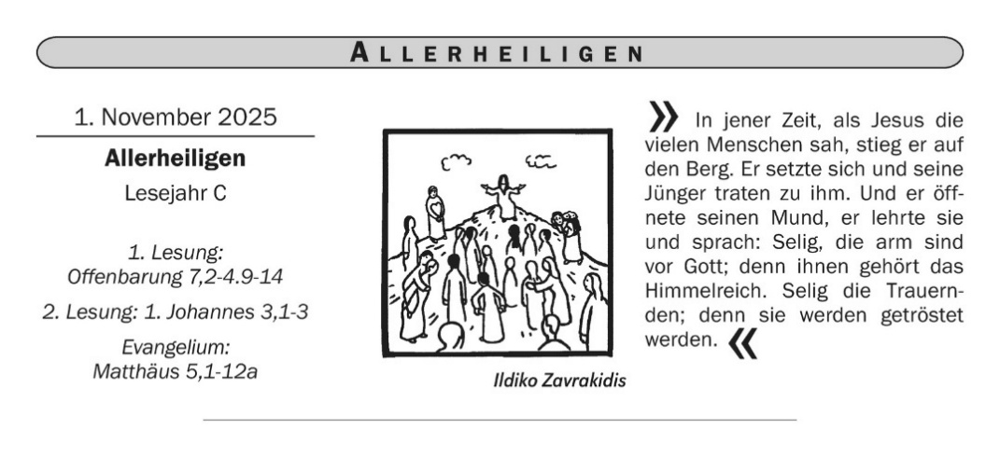 ALLERHEILIGEN
1. November 2025
Allerheiligen
Lesejahr C
1. Lesung:
Offenbarung 7,2-4.9-14
2. Lesung: 1. Johannes 3,1-3
Evangelium:
Matthäus 5,1-12a
Ildiko Zavrakidis
» In jener Zeit, als Jesus die
vielen Menschen sah, stieg er auf
den Berg. Er setzte sich und seine
Jünger traten zu ihm. Und er öff-
nete seinen Mund, er lehrte sie
und sprach: Selig, die arm sind
vor Gott; denn ihnen gehört das
Himmelreich. Selig die Trauern-
den; denn sie werden getröstet
werden. «